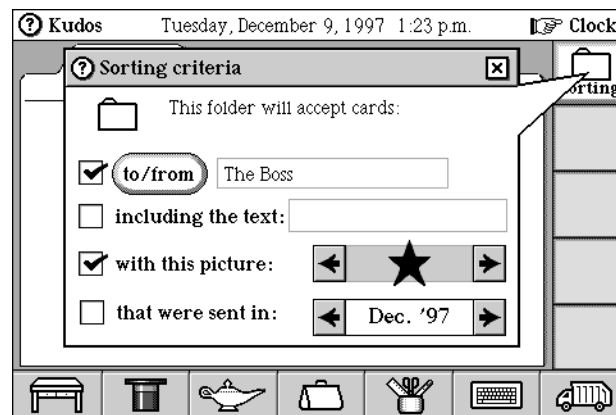 ? Kudos Tuesday, December 9, 1997 1:23 p.m. Clock
? Sorting criteria
This folder will accept cards:
to/from The Boss
including the text:
with this picture:
that were sent in: Dec. '97